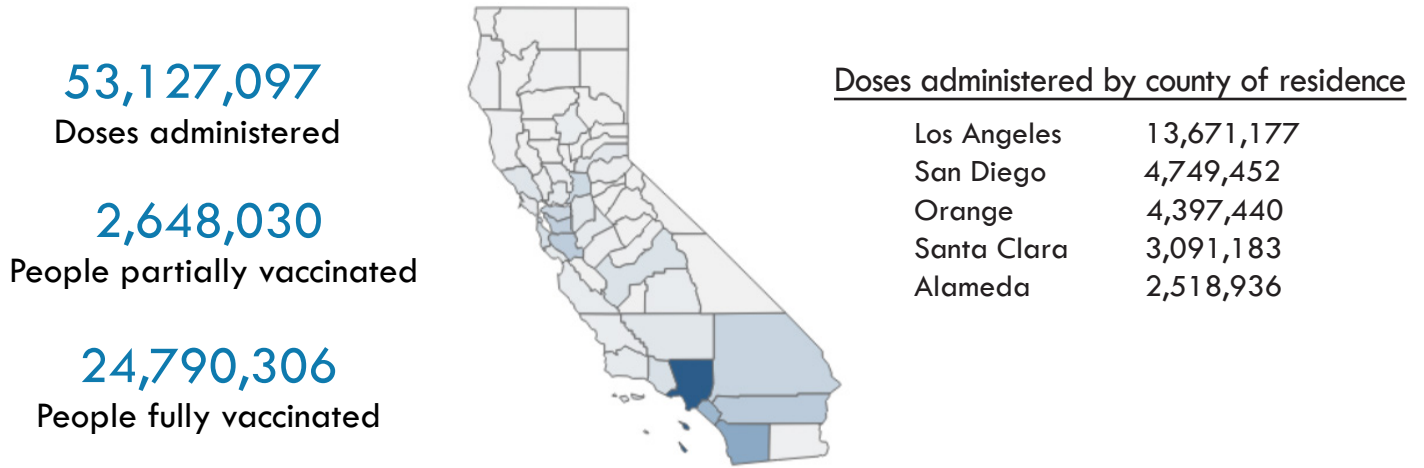 53,127,097
Doses administered
2,648,030
People partially vaccinated
24,790,306
People fully vaccinated
Doses administered by county of residence
Los Angeles 13,671,177
San Diego 4,749,452
Orange 4,397,440
Santa Clara 3,091,183
Alameda 2,518,936